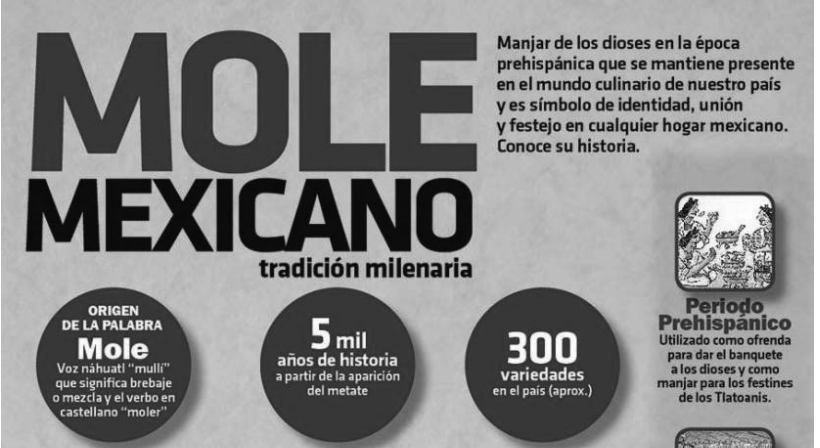 MOLE
MEXICANO
tradición milenaria
Manjar de los dioses en la época
prehispánica que se mantiene presente
en el mundo culinario de nuestro país
y es símbolo de identidad, unión
y festejo en cualquier hogar mexicano.
Conoce su historia.
ORIGEN
DE LA PALABRA
Mole
Voz náhuatl “mullí”
que significa brebaje
o mezcla y el verbo en
castellano “moler”
5 mil
años de historia
a partir de la aparición
del metate
300
variedades
en el país (aprox.)
Periodo
Prehispánico
Utilizado como ofrenda
para dar el banquete
a los dioses y como
manjar para los festines
de los Tlatoanis.